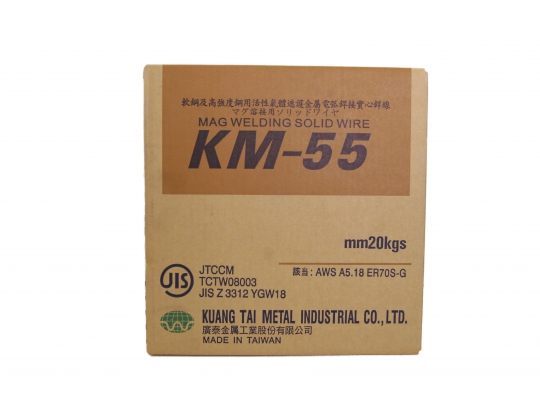 軟鋼及高強度鋼用活性氣體遮護金屬電弧銲接實心銲線
マグ溶接用ソリッドワイヤ
MAG WELDING SOLID WIRE
KM-55
mm20kgs
JIS
JTCCM
TCTW08003
JIS Z 3312 YGW18
該当: AWS A5.18 ER70S-G
KUANG TAI METAL INDUSTRIAL CO., LTD.
廣泰金属工業股份有限公司
MADE IN TAIWAN